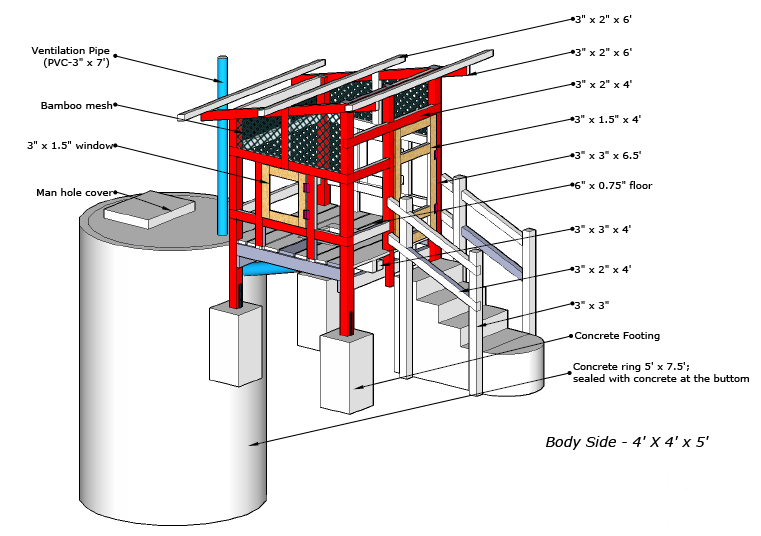 Ventilation Pipe
(PVC-3" x 7')
Bamboo mesh
3" x 1.5" window
Man hole cover
3" x 2" x 6'
3" x 2" x 6'
3" x 2" x 4'
3" x 1.5" x 4'
3" x 3" x 6.5'
6" x 0.75" floor
3" x 3" x 4'
3" x 2" x 4'
3" x 3"
Concrete Footing
Concrete ring 5' x 7.5';
sealed with concrete at the buttom
Body Side - 4' X 4' x 5'